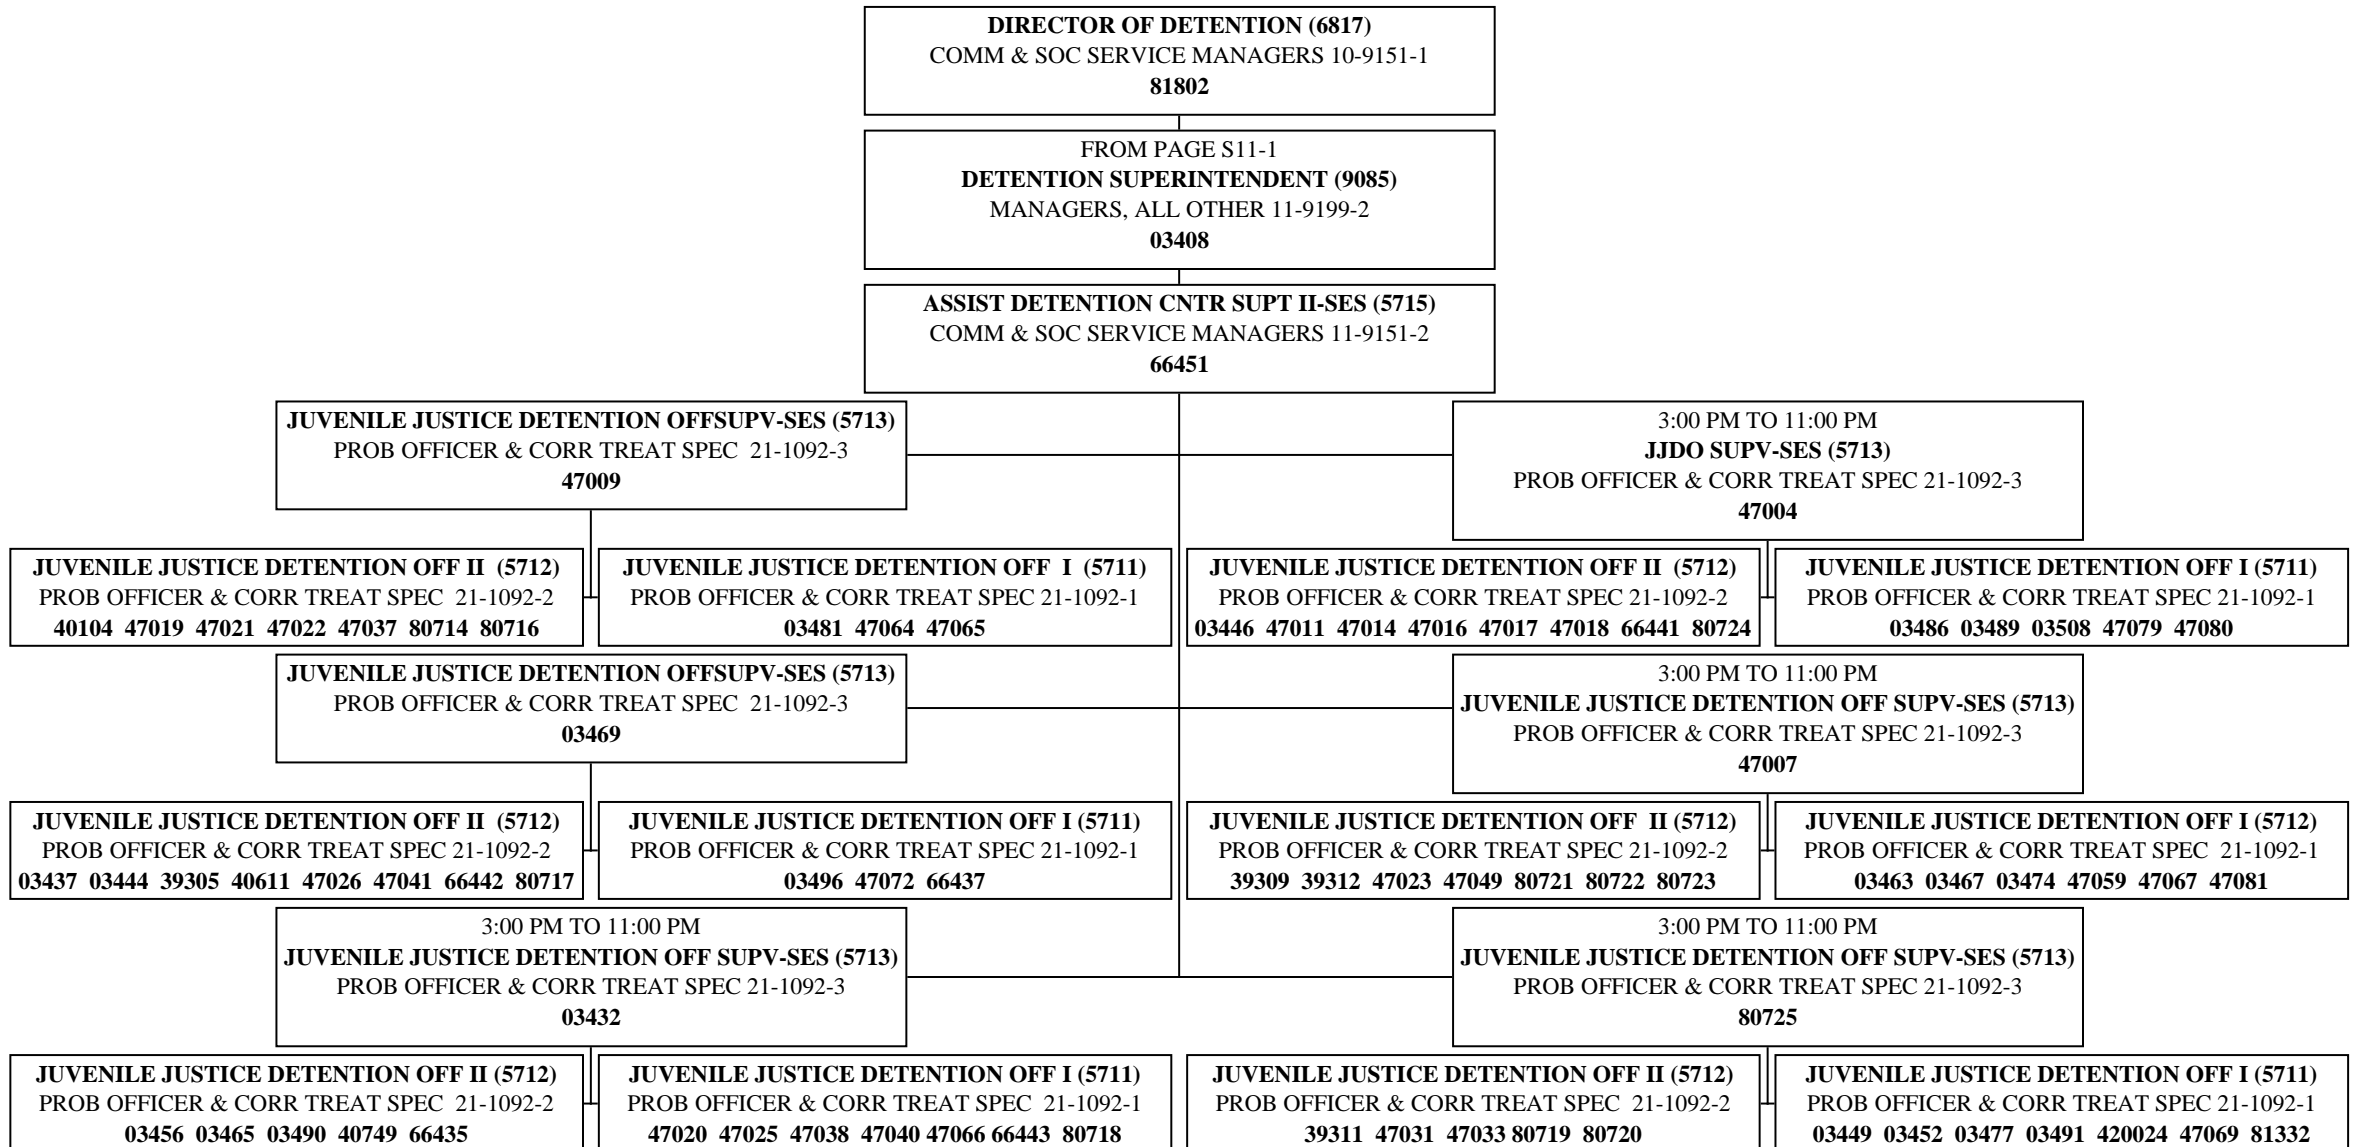 DIRECTOR OF DETENTION (6817)
COMM & SOC SERVICE MANAGERS 10-9151-1
81802
FROM PAGE S11-1
DETENTION SUPERINTENDENT (9085)
MANAGERS, ALL OTHER 11-9199-2
03408
ASSIST DETENTION CNTR SUPT II-SES (5715)
COMM & SOC SERVICE MANAGERS 11-9151-2
66451
JUVENILE JUSTICE DETENTION OFFSUPV-SES (5713)
PROB OFFICER & CORR TREAT SPEC 21-1092-3
47009
3:00 PM TO 11:00 PM
JJDO SUPV-SES (5713)
PROB OFFICER & CORR TREAT SPEC 21-1092-3
47004
JUVENILE JUSTICE DETENTION OFF II (5712)
PROB OFFICER & CORR TREAT SPEC 21-1092-2
40104 47019 47021 47022 47037 80714 80716
JUVENILE JUSTICE DETENTION OFF I (5711)
PROB OFFICER & CORR TREAT SPEC 21-1092-1
03481 47064 47065
JUVENILE JUSTICE DETENTION OFF II (5712)
PROB OFFICER & CORR TREAT SPEC 21-1092-2
03446 47011 47014 47016 47017 47018 66441 80724
JUVENILE JUSTICE DETENTION OFF I (5711)
PROB OFFICER & CORR TREAT SPEC 21-1092-1
03486 03489 03508 47079 47080
JUVENILE JUSTICE DETENTION OFFSUPV-SES (5713)
PROB OFFICER & CORR TREAT SPEC 21-1092-3
03469
3:00 PM TO 11:00 PM
JUVENILE JUSTICE DETENTION OFF SUPV-SES (5713)
PROB OFFICER & CORR TREAT SPEC 21-1092-3
47007
JUVENILE JUSTICE DETENTION OFF II (5712)
PROB OFFICER & CORR TREAT SPEC 21-1092-2
03437 03444 39305 40611 47026 47041 66442 80717
JUVENILE JUSTICE DETENTION OFF I (5711)
PROB OFFICER & CORR TREAT SPEC 21-1092-1
03496 47072 66437
JUVENILE JUSTICE DETENTION OFF II (5712)
PROB OFFICER & CORR TREAT SPEC 21-1092-2
39309 39312 47023 47049 80721 80722 80723
JUVENILE JUSTICE DETENTION OFF I (5712)
PROB OFFICER & CORR TREAT SPEC 21-1092-1
03463 03467 03474 47059 47067 47081
3:00 PM TO 11:00 PM
JUVENILE JUSTICE DETENTION OFF SUPV-SES (5713)
PROB OFFICER & CORR TREAT SPEC 21-1092-3
03432
3:00 PM TO 11:00 PM
JUVENILE JUSTICE DETENTION OFF SUPV-SES (5713)
PROB OFFICER & CORR TREAT SPEC 21-1092-3
80725
JUVENILE JUSTICE DETENTION OFF II (5712)
PROB OFFICER & CORR TREAT SPEC 21-1092-2
03456 03465 03490 40749 66435
JUVENILE JUSTICE DETENTION OFF I (5711)
PROB OFFICER & CORR TREAT SPEC 21-1092-1
47020 47025 47038 47040 47066 66443 80718
JUVENILE JUSTICE DETENTION OFF II (5712)
PROB OFFICER & CORR TREAT SPEC 21-1092-2
39311 47031 47033 80719 80720
JUVENILE JUSTICE DETENTION OFF I (5711)
PROB OFFICER & CORR TREAT SPEC 21-1092-1
03449 03452 03477 03491 420024 47069 81332